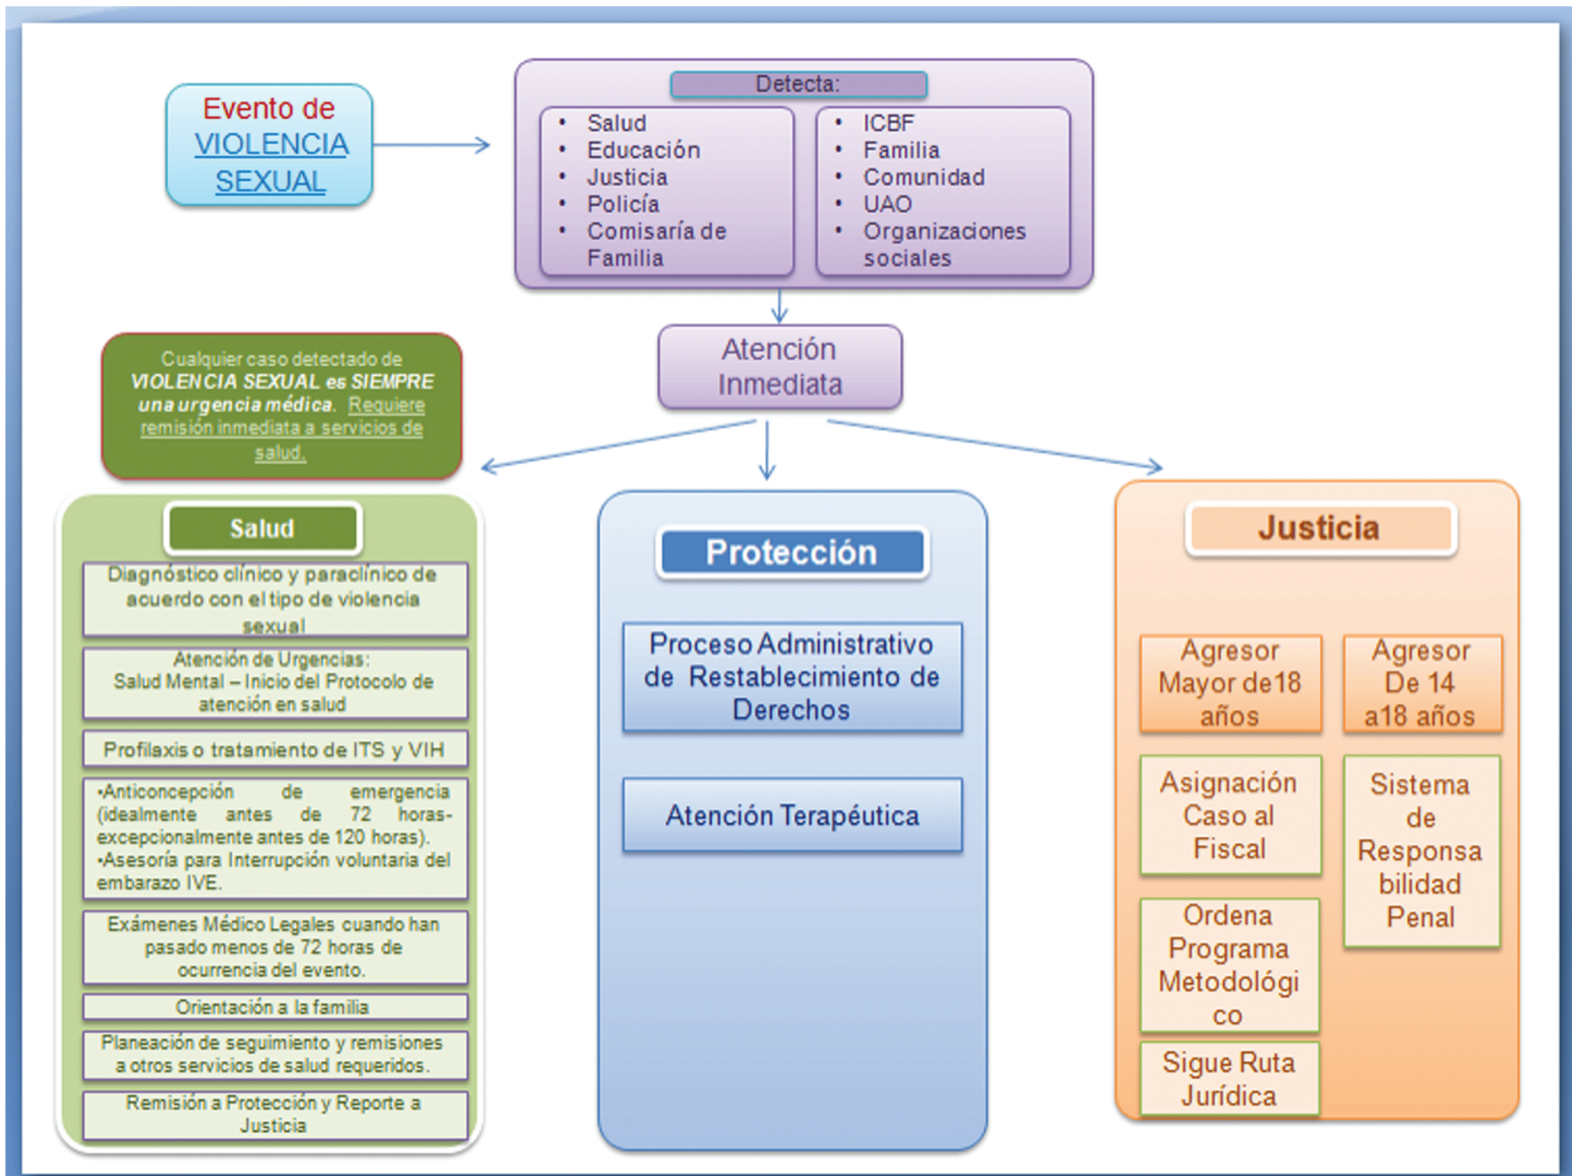 Evento de
VIOLENCIA
SEXUAL
Detecta:
• Salud
• Educación
• Justicia
• Policía
• Comisaría de
Familia
• ICBF
• Familia
• Comunidad
• UAO
• Organizaciones
sociales
Atención
Inmediata
Cualquier caso detectado de
VIOLENCIA SEXUAL es SIEMPRE
una urgencia médica. Requiere
remisión inmediata a servicios de
salud.
Salud
Diagnóstico clínico y paraclínico de
acuerdo con el tipo de violencia
sexual
Atención de Urgencias:
Salud Mental – Inicio del Protocolo de
atención en salud
Profilaxis o tratamiento de ITS y VIH
•Anticoncepción de emergencia
(idealmente antes de 72 horas-
excepcionalmente antes de 120 horas).
•Asesoría para Interrupción voluntaria del
embarazo IVE.
Exámenes Médico Legales cuando han
pasado menos de 72 horas de
ocurrencia del evento.
Orientación a la familia
Planeación de seguimiento y remisiones
a otros servicios de salud requeridos.
Remisión a Protección y Reporte a
Justicia
Protección
Proceso Administrativo
de Restablecimiento de
Derechos
Atención Terapéutica
Justicia
Agresor
Mayor de18
años
Asignación
Caso al
Fiscal
Ordena
Programa
Metodológi
co
Sigue Ruta
Jurídica
Agresor
De 14
a18 años
Sistema
de
Responsa
bilidad
Penal